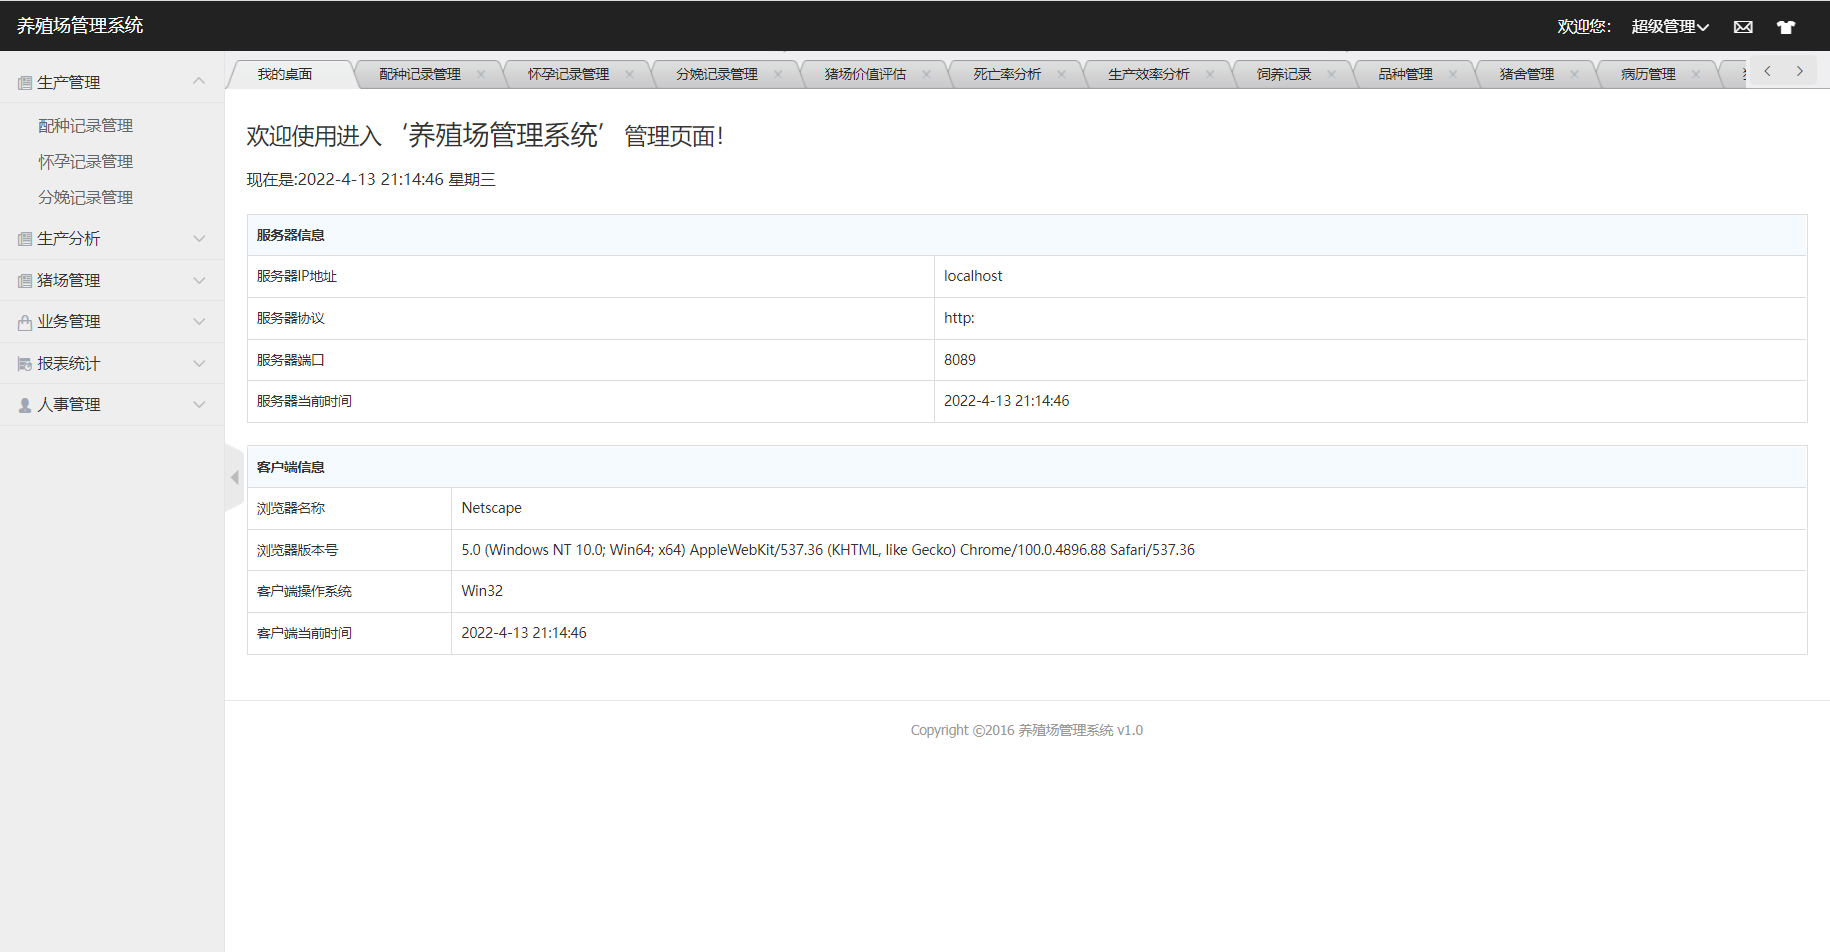 养殖场管理系统
欢迎您： 超级管理
生产管理
配种记录管理
怀孕记录管理
分娩记录管理
生产分析
猪场管理
业务管理
报表统计
人事管理
我的桌面 配种记录管理 怀孕记录管理 分娩记录管理 猪场价值评估 死亡率分析 生产效率分析 饲养记录 品种管理 猪舍管理 病历管理
欢迎使用进入‘养殖场管理系统’管理页面！
现在是:2022-4-13 21:14:46 星期三
服务器信息
服务器IP地址 localhost
服务器协议 http:
服务器端口 8089
服务器当前时间 2022-4-13 21:14:46
客户端信息
浏览器名称 Netscape
浏览器版本号 5.0 (Windows NT 10.0; Win64; x64) AppleWebKit/537.36 (KHTML, like Gecko) Chrome/100.0.4896.88 Safari/537.36
客户端操作系统 Win32
客户端当前时间 2022-4-13 21:14:46
Copyright ©2016 养殖场管理系统 v1.0